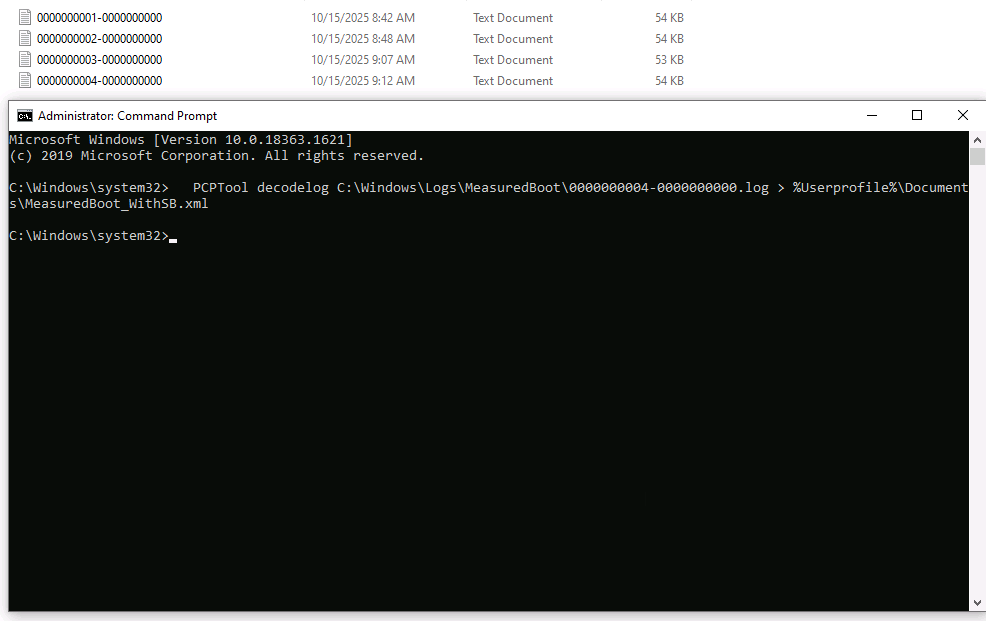 0000000001-0000000000 10/15/2025 8:42 AM Text Document 54 KB
0000000002-0000000000 10/15/2025 8:48 AM Text Document 54 KB
0000000003-0000000000 10/15/2025 9:07 AM Text Document 53 KB
0000000004-0000000000 10/15/2025 9:12 AM Text Document 54 KB
Administrator: Command Prompt
Microsoft Windows [Version 10.0.18363.1621]
(c) 2019 Microsoft Corporation. All rights reserved.
C:\Windows\system32>   PCPTool decodelog C:\Windows\Logs\MeasuredBoot\0000000004-0000000000.log > %Userprofile%\Document
s\MeasuredBoot_WithSB.xml
C:\Windows\system32>